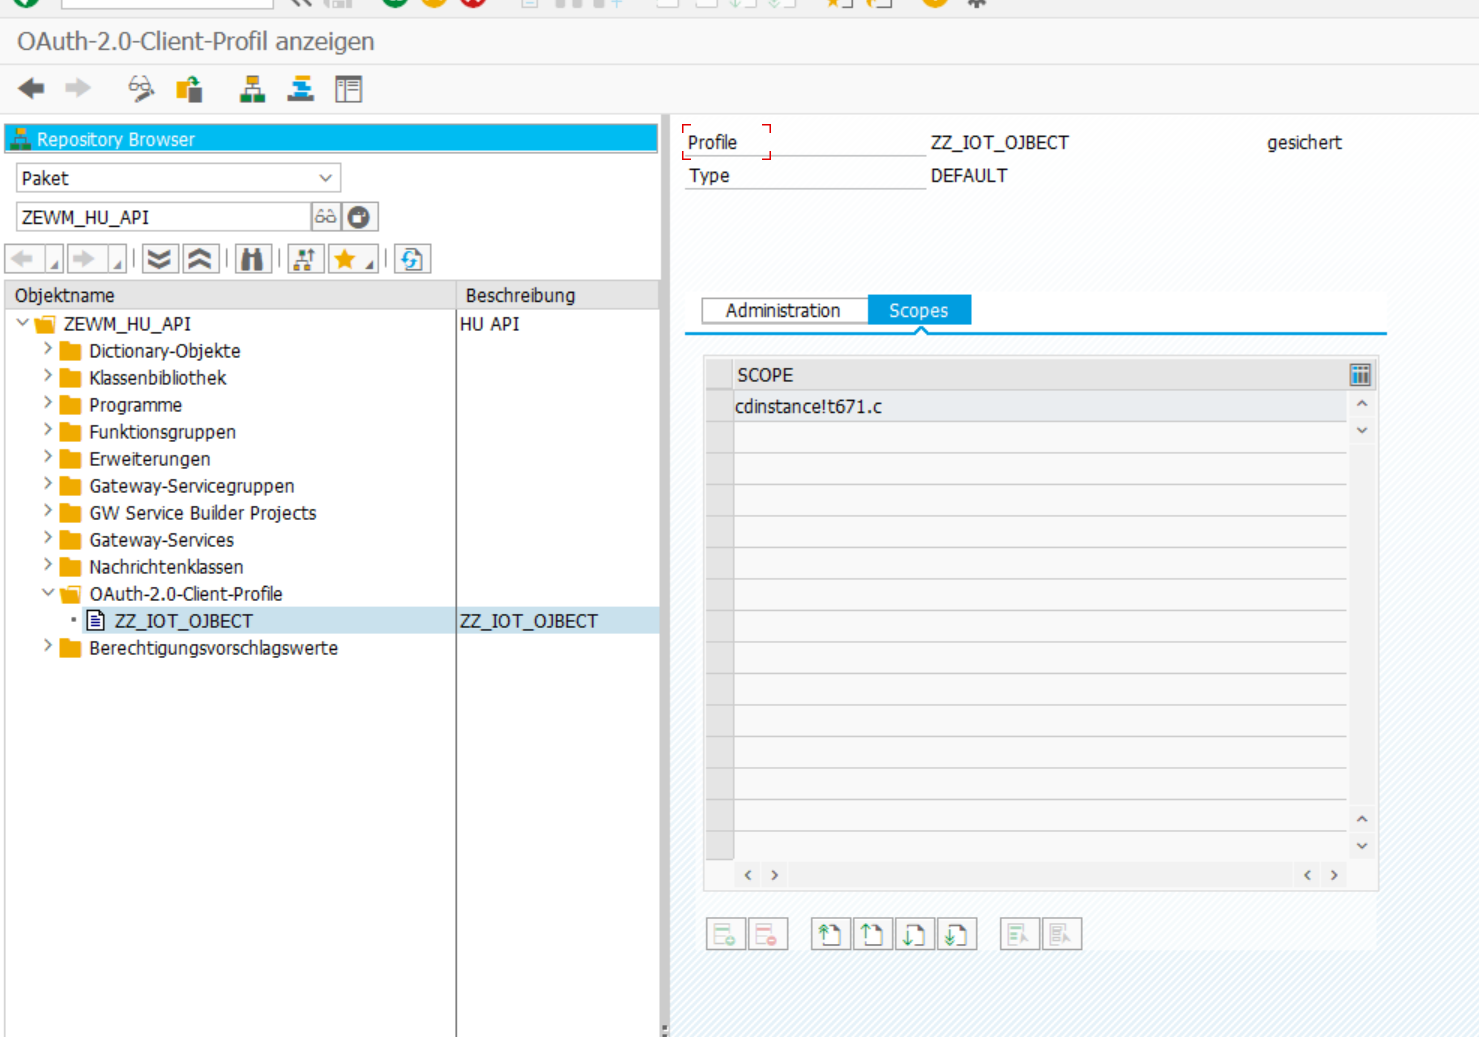 OAuth-2.0-Client-Profil anzeigen
Repository Browser
Paket
ZEWM_HU_API
Objektname Beschreibung
ZEWM_HU_API HU API
Dictionary-Objekte
Klassenbibliothek
Programme
Funktionsgruppen
Erweiterungen
Gateway-Servicegruppen
GW Service Builder Projects
Gateway-Services
Nachrichtenklassen
OAuth-2.0-Client-Profile
ZZ_IOT_OJBECT ZZ_IOT_OJBECT
Berechtigungsvorschlagswerte
Profile ZZ_IOT_OJBECT gesichert
Type DEFAULT
Administration Scopes
SCOPE
cdinstance!t671.c